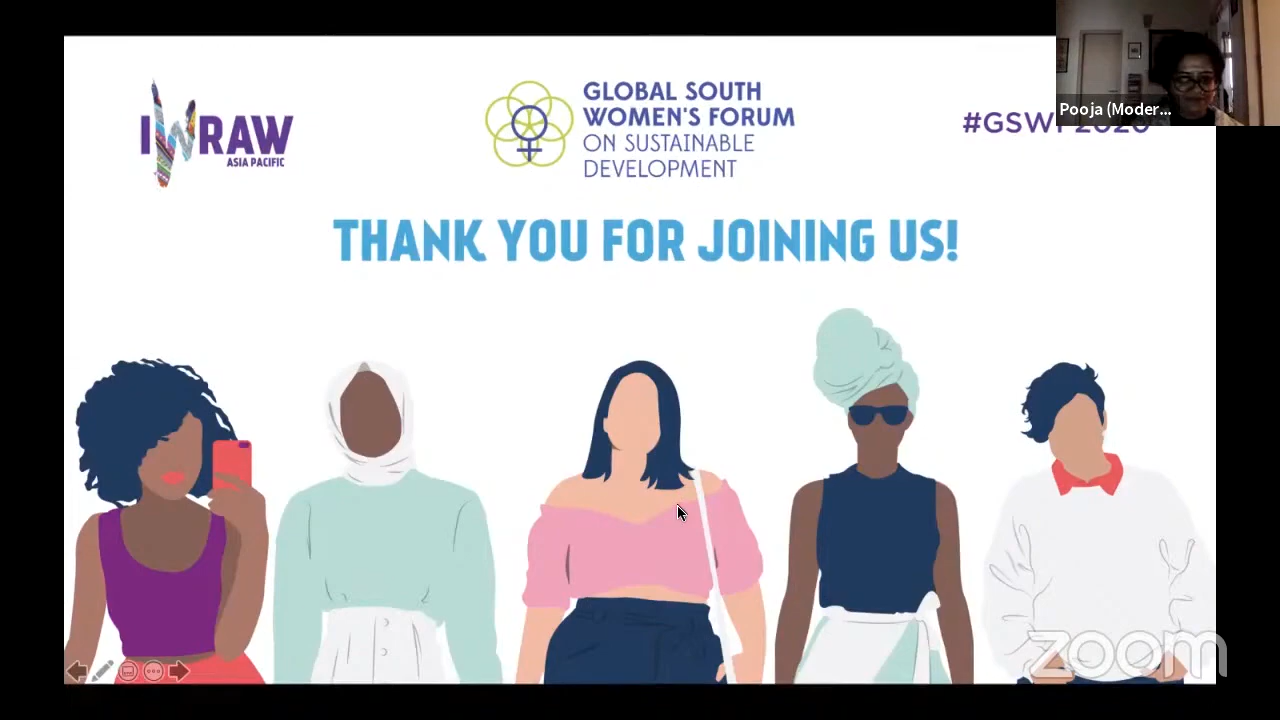 IWRAW
ASIA PACIFIC
GLOBAL SOUTH
WOMEN'S FORUM
ON SUSTAINABLE
DEVELOPMENT
Pooja (Moder...
THANK YOU FOR JOINING US!
zoom